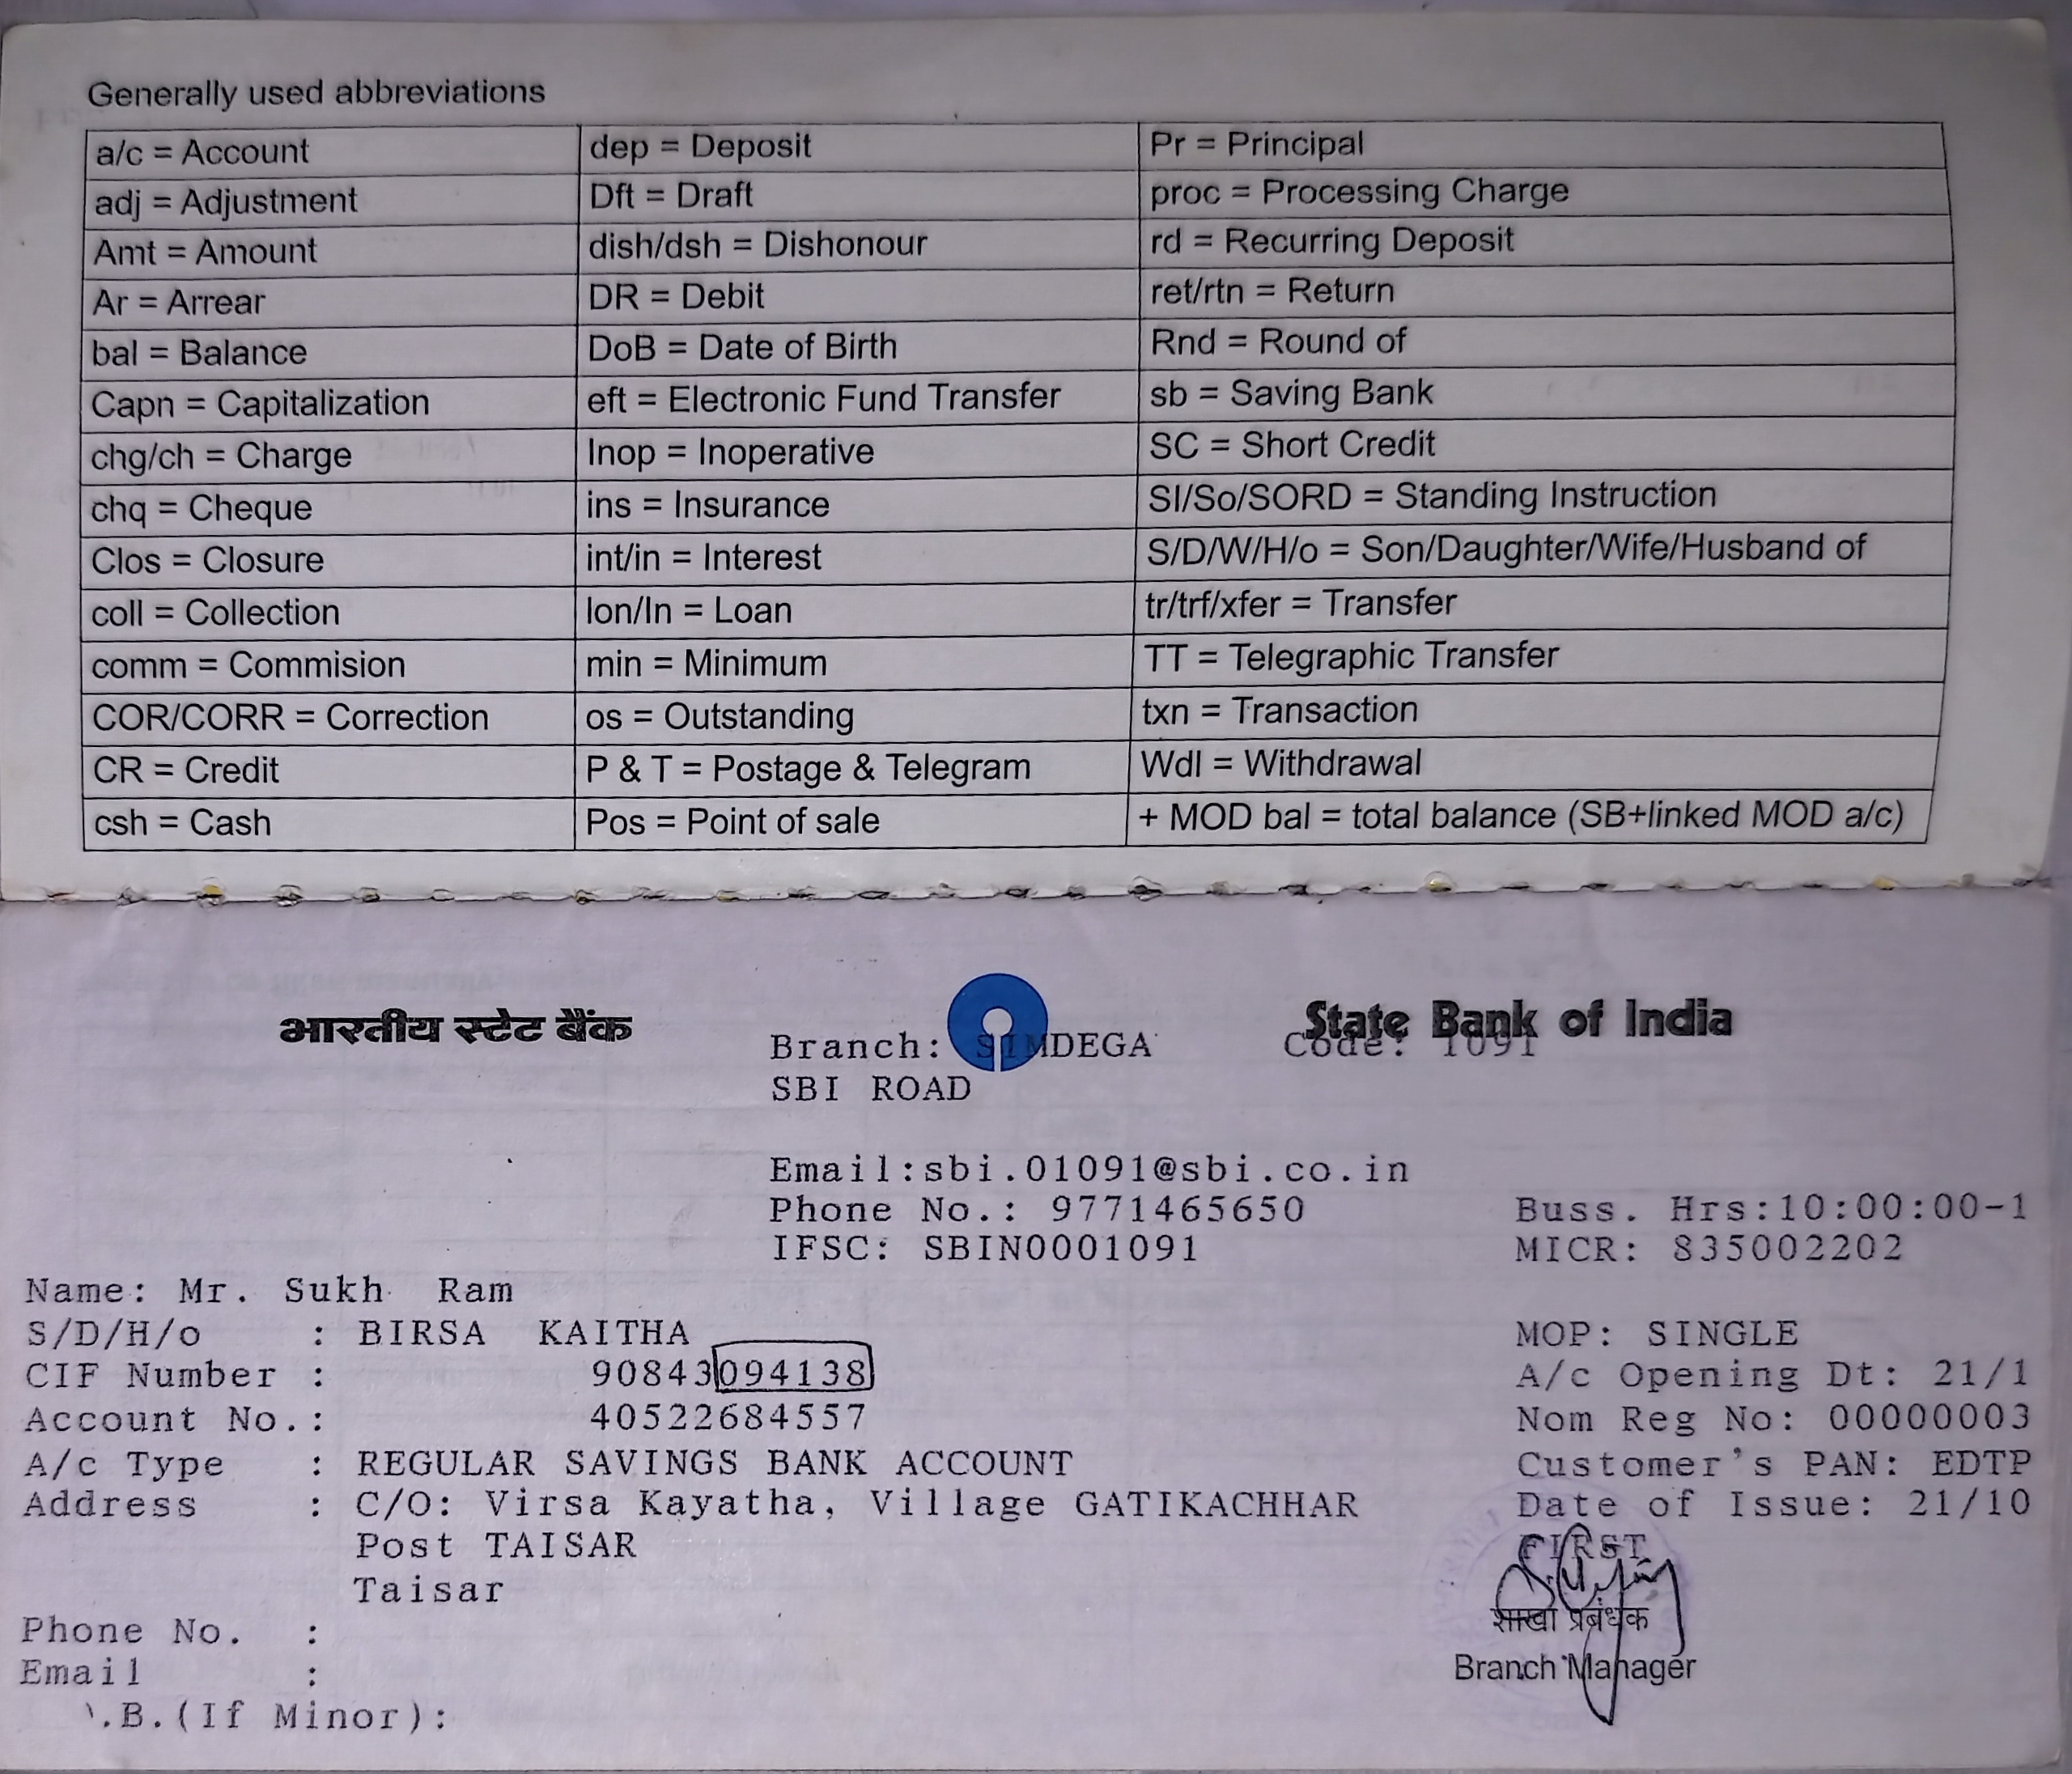 Generally used abbreviations
a/c = Account dep = Deposit Pr = Principal
adj = Adjustment Dft = Draft proc = Processing Charge
Amt = Amount dish/dsh = Dishonour rd = Recurring Deposit
Ar = Arrear DR = Debit ret/rtn = Return
bal = Balance DoB = Date of Birth Rnd = Round of
Capn = Capitalization eft = Electronic Fund Transfer sb = Saving Bank
chg/ch = Charge Inop = Inoperative SC = Short Credit
chq = Cheque ins = Insurance SI/So/SORD = Standing Instruction
Clos = Closure int/in = Interest S/D/W/H/o = Son/Daughter/Wife/Husband of
coll = Collection lon/ln = Loan tr/trf/xfer = Transfer
comm = Commision min = Minimum TT = Telegraphic Transfer
COR/CORR = Correction os = Outstanding txn = Transaction
CR = Credit P & T = Postage & Telegram Wdl = Withdrawal
csh = Cash Pos = Point of sale + MOD bal = total balance (SB+linked MOD a/c)
भारतीय स्टेट बैंक State Bank of India
Branch: SIMDEGA Code: 1091
SBI ROAD
Email:sbi.01091@sbi.co.in
Phone No.: 9771465650 Buss. Hrs:10:00:00-1
IFSC: SBIN0001091 MICR: 835002202
Name: Mr. Sukh Ram
S/D/H/o : BIRSA KAITHA MOP: SINGLE
CIF Number : 90843094138 A/c Opening Dt: 21/1
Account No.: 40522684557 Nom Reg No: 00000003
A/c Type : REGULAR SAVINGS BANK ACCOUNT Customer's PAN: EDTP
Address : C/O: Virsa Kayatha, Village GATIKACHHAR Date of Issue: 21/10
Post TAISAR FIRST
Taisar
शाखा प्रबंधक
Phone No. :
Email : Branch Manager
.B.(If Minor):